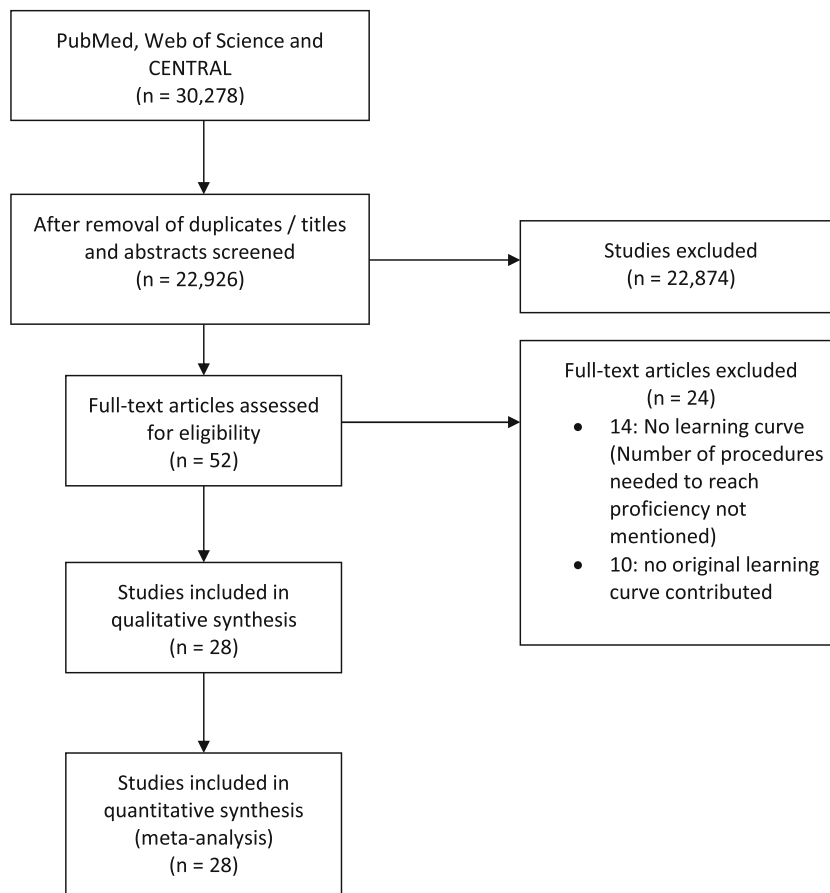 PubMed, Web of Science and
CENTRAL
(n = 30,278)
After removal of duplicates / titles
and abstracts screened
(n = 22,926)
Studies excluded
(n = 22,874)
Full-text articles assessed
for eligibility
(n = 52)
Full-text articles excluded
(n = 24)
• 14: No learning curve
(Number of procedures
needed to reach
proficiency not
mentioned)
• 10: no original learning
curve contributed
Studies included in
qualitative synthesis
(n = 28)
Studies included in
quantitative synthesis
(meta-analysis)
(n = 28)